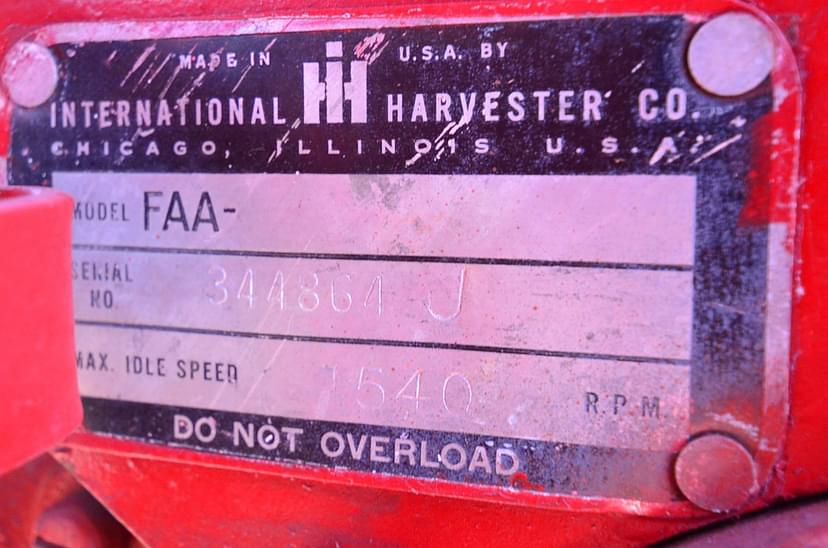 MADE IN IH U.S.A. BY
INTERNATIONAL HARVESTER CO.
CHICAGO, ILLINOIS U.S.A.
MODEL FAA-
SERIAL
NO. 344864 J
MAX. IDLE SPEED 1540 R.P.M.
DO NOT OVERLOAD